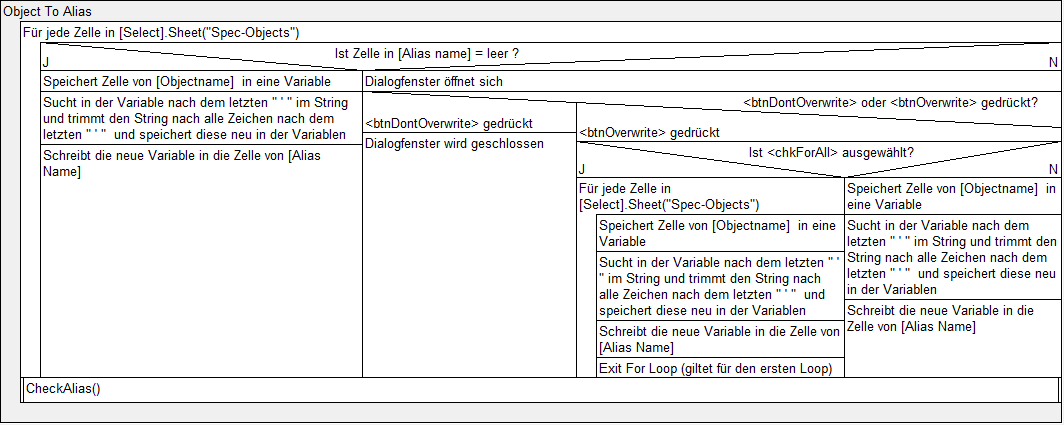 Object To Alias
Für jede Zelle in [Select].Sheet("Spec-Objects")
Ist Zelle in [Alias name] = leer ?
J
N
Speichert Zelle von [Objectname]  in eine Variable
Sucht in der Variable nach dem letzten " ' " im String
und trimmt den String nach alle Zeichen nach dem
letzten " ' "  und speichert diese neu in der Variablen
Schreibt die neue Variable in die Zelle von [Alias
Name]
Dialogfenster öffnet sich
<btnDontOverwrite> oder <btnOverwrite> gedrückt?
<btnDontOverwrite> gedrückt
Dialogfenster wird geschlossen
<btnOverwrite> gedrückt
Ist <chkForAll> ausgewählt?
J
N
Für jede Zelle in
[Select].Sheet("Spec-Objects")
Speichert Zelle von [Objectname]  in eine
Variable
Sucht in der Variable nach dem letzten " '
" im String und trimmt den String nach
alle Zeichen nach dem letzten " ' "  und
speichert diese neu in der Variablen
Schreibt die neue Variable in die Zelle von
[Alias Name]
Exit For Loop (giltet für den ersten Loop)
Speichert Zelle von [Objectname]  in
eine Variable
Sucht in der Variable nach dem
letzten " ' " im String und trimmt den
String nach alle Zeichen nach dem
letzten " ' "  und speichert diese neu
in der Variablen
Schreibt die neue Variable in die
Zelle von [Alias Name]
CheckAlias()